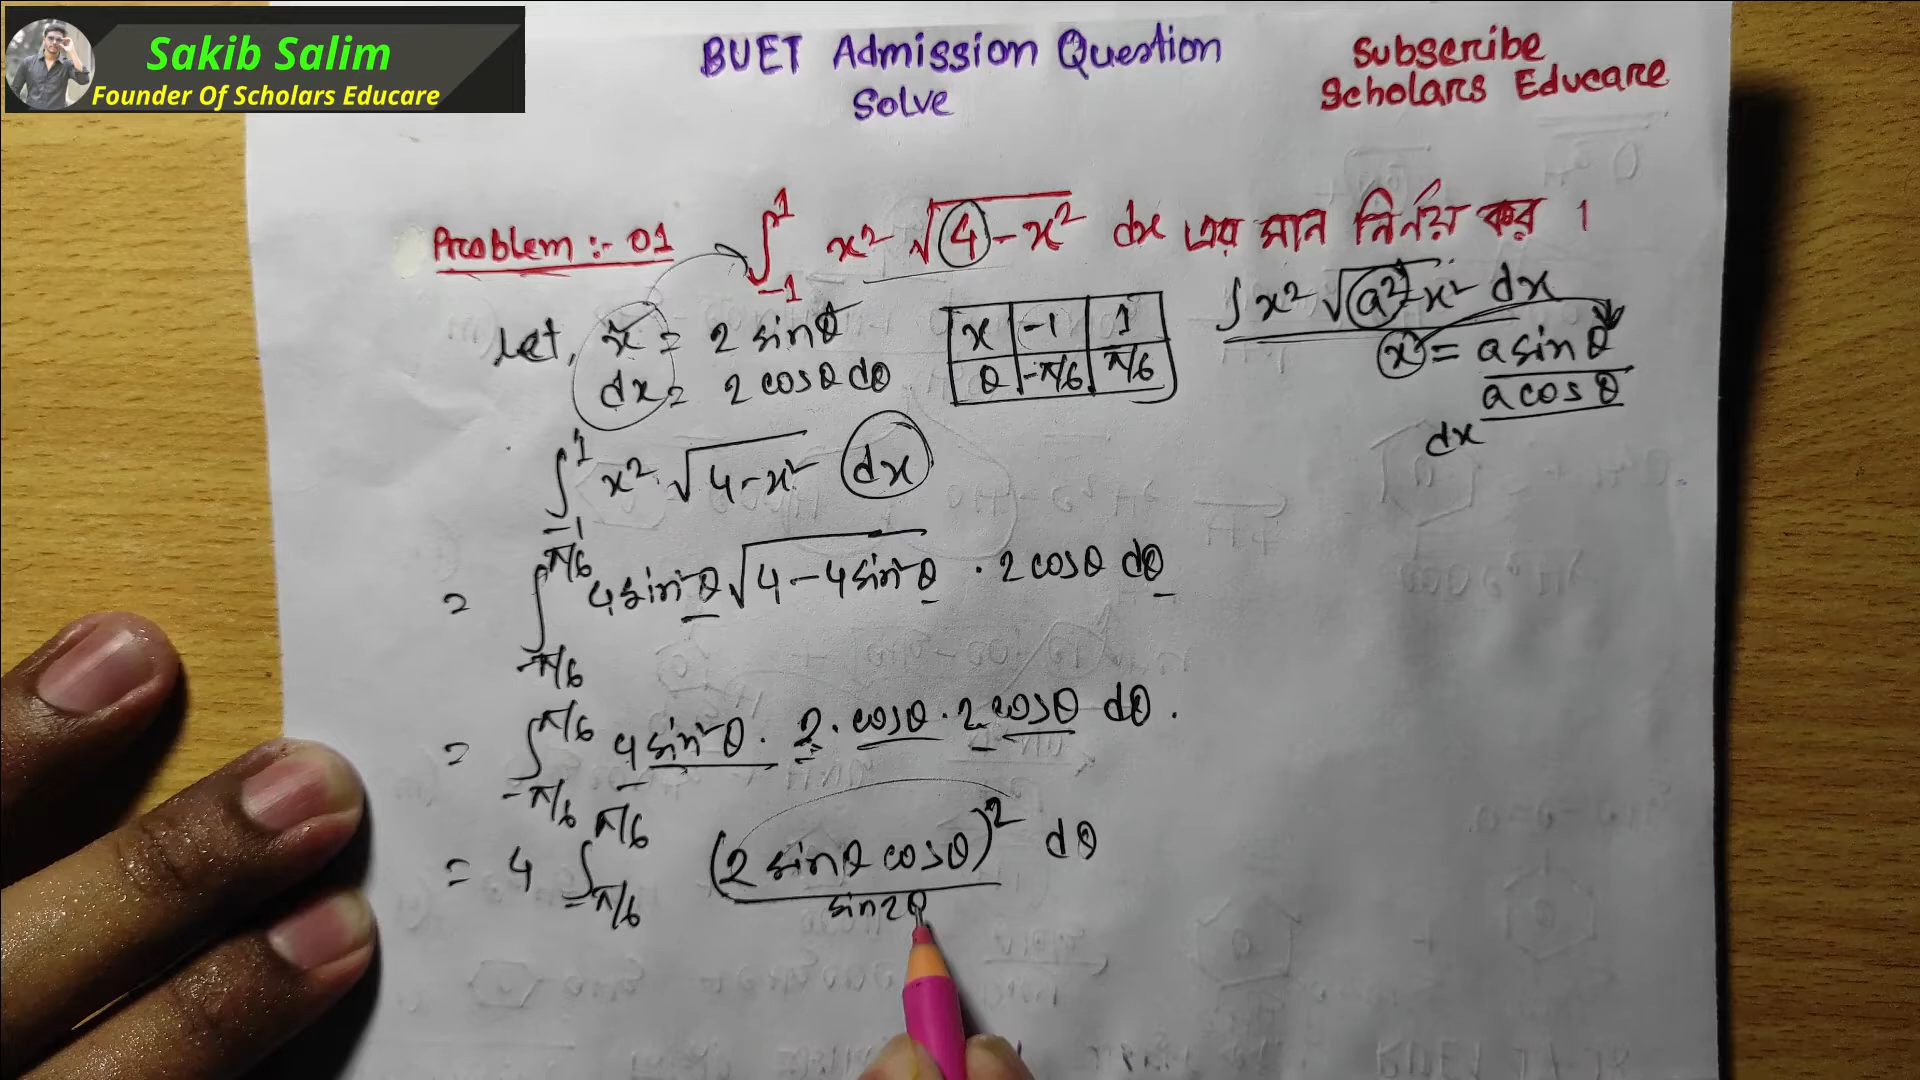 Sakib Salim
Founder Of Scholars Educare
BUET Admission Question
Solve
Subscribe
Scholars Educare
Problem :- 01
∫₋₁¹ x² √(4-x²) dx এর মান নির্ণয় কর ।
∫x² √(a²-x²) dx
Let, x = 2 sinθ
dx = 2 cosθ dθ
x | -1 | 1
θ | -π/6 | π/6
x = a sin θ
a cos θ
dx
∫₋₁¹ x² √(4-x²) dx
= ∫_{-π/6}^{π/6} 4sin²θ √(4-4sin²θ) · 2cosθ dθ
= ∫_{-π/6}^{π/6} 4sin²θ · 2 · cosθ · 2 cosθ dθ .
= 4 ∫_{-π/6}^{π/6} (2 sinθ cosθ)² dθ
sin2θ